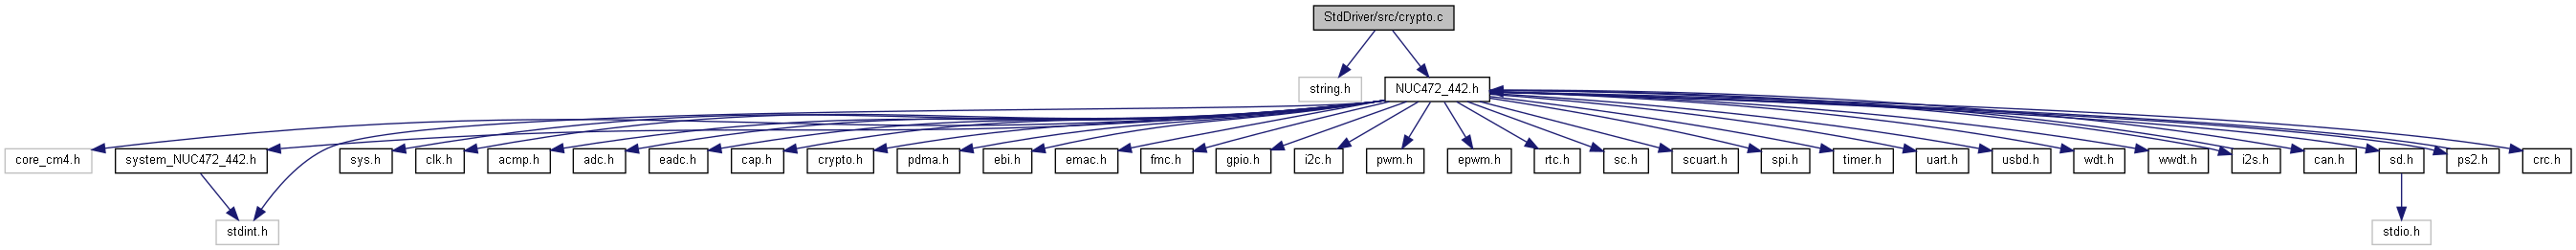 StdDriver/src/crypto.c
string.h
NUC472_442.h
core_cm4.h
system_NUC472_442.h
sys.h
clk.h
acmp.h
adc.h
eadc.h
cap.h
crypto.h
pdma.h
ebi.h
emac.h
fmc.h
gpio.h
i2c.h
pwm.h
epwm.h
rtc.h
sc.h
scuart.h
spi.h
timer.h
uart.h
usbd.h
wdt.h
wwdt.h
i2s.h
can.h
sd.h
ps2.h
crc.h
stdint.h
stdio.h